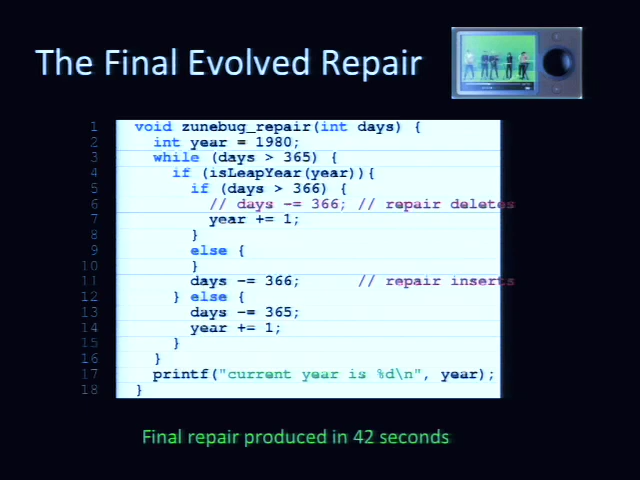 The Final Evolved Repair
1 void zunebug_repair(int days) {
2 int year = 1980;
3 while (days > 365) {
4 if (isLeapYear(year)){
5 if (days > 366) {
6 // days -= 366; // repair deletes
7 year += 1;
8 }
9 else {
10 }
11 days -= 366; // repair inserts
12 } else {
13 days -= 365;
14 year += 1;
15 }
16 }
17 printf("current year is %d\n", year);
18 }
Final repair produced in 42 seconds